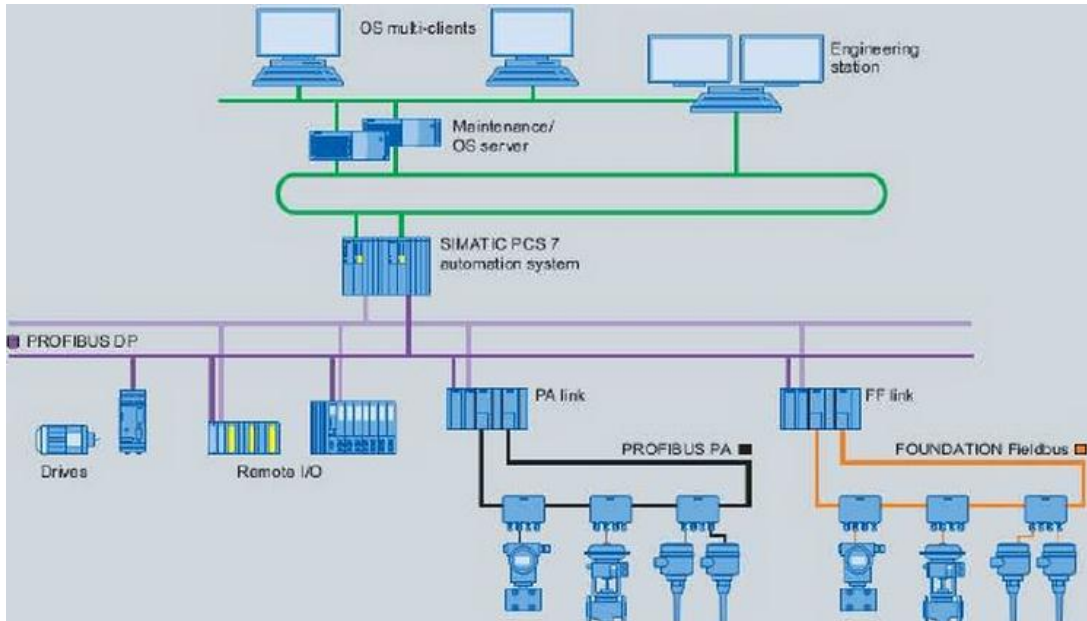 OS multi-clients
Engineering
station
Maintenance/
OS server
SIMATIC PCS 7
automation system
PROFIBUS DP
PA link
FF link
PROFIBUS PA
FOUNDATION Fieldbus
Drives
Remote I/O